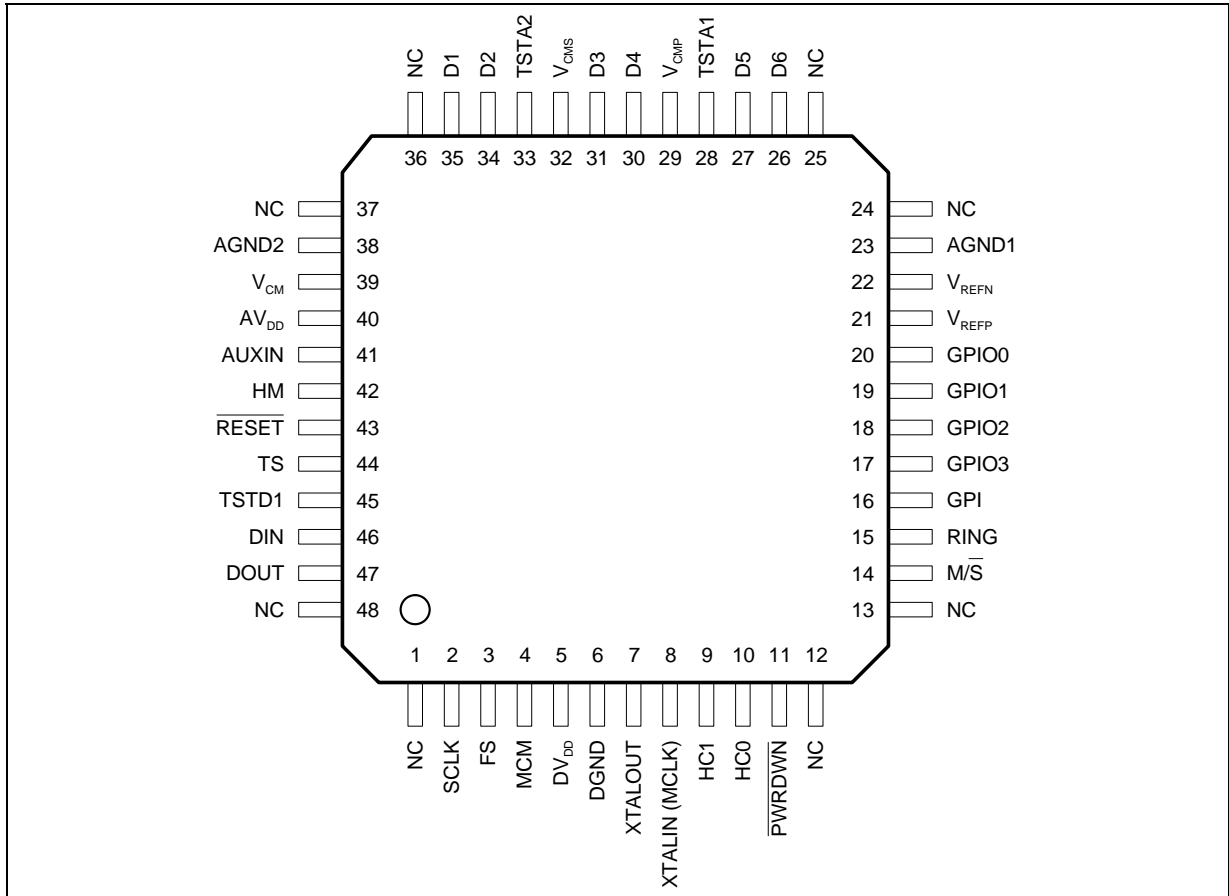 NC D1 D2 TSTA2 VCMS D3 D4 VCMP TSTA1 D5 D6 NC
36 35 34 33 32 31 30 29 28 27 26 25
NC 37 24 NC
AGND2 38 23 AGND1
VCM 39 22 VREFN
AVDD 40 21 VREFP
AUXIN 41 20 GPIO0
HM 42 19 GPIO1
RESET 43 18 GPIO2
TS 44 17 GPIO3
TSTD1 45 16 GPI
DIN 46 15 RING
DOUT 47 14 M/S
NC 48 13 NC
1 2 3 4 5 6 7 8 9 10 11 12
NC SCLK FS MCM DVDD DGND XTALOUT XTALIN (MCLK) HC1 HC0 PWRDWN NC